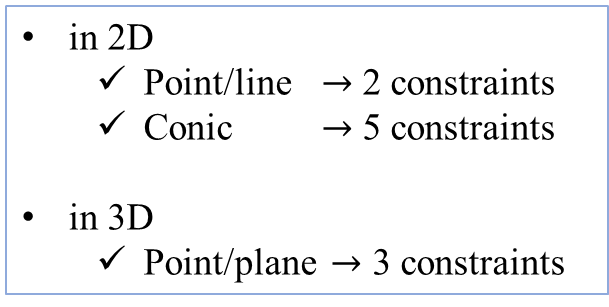 • in 2D
✓ Point/line → 2 constraints
✓ Conic → 5 constraints
• in 3D
✓ Point/plane → 3 constraints